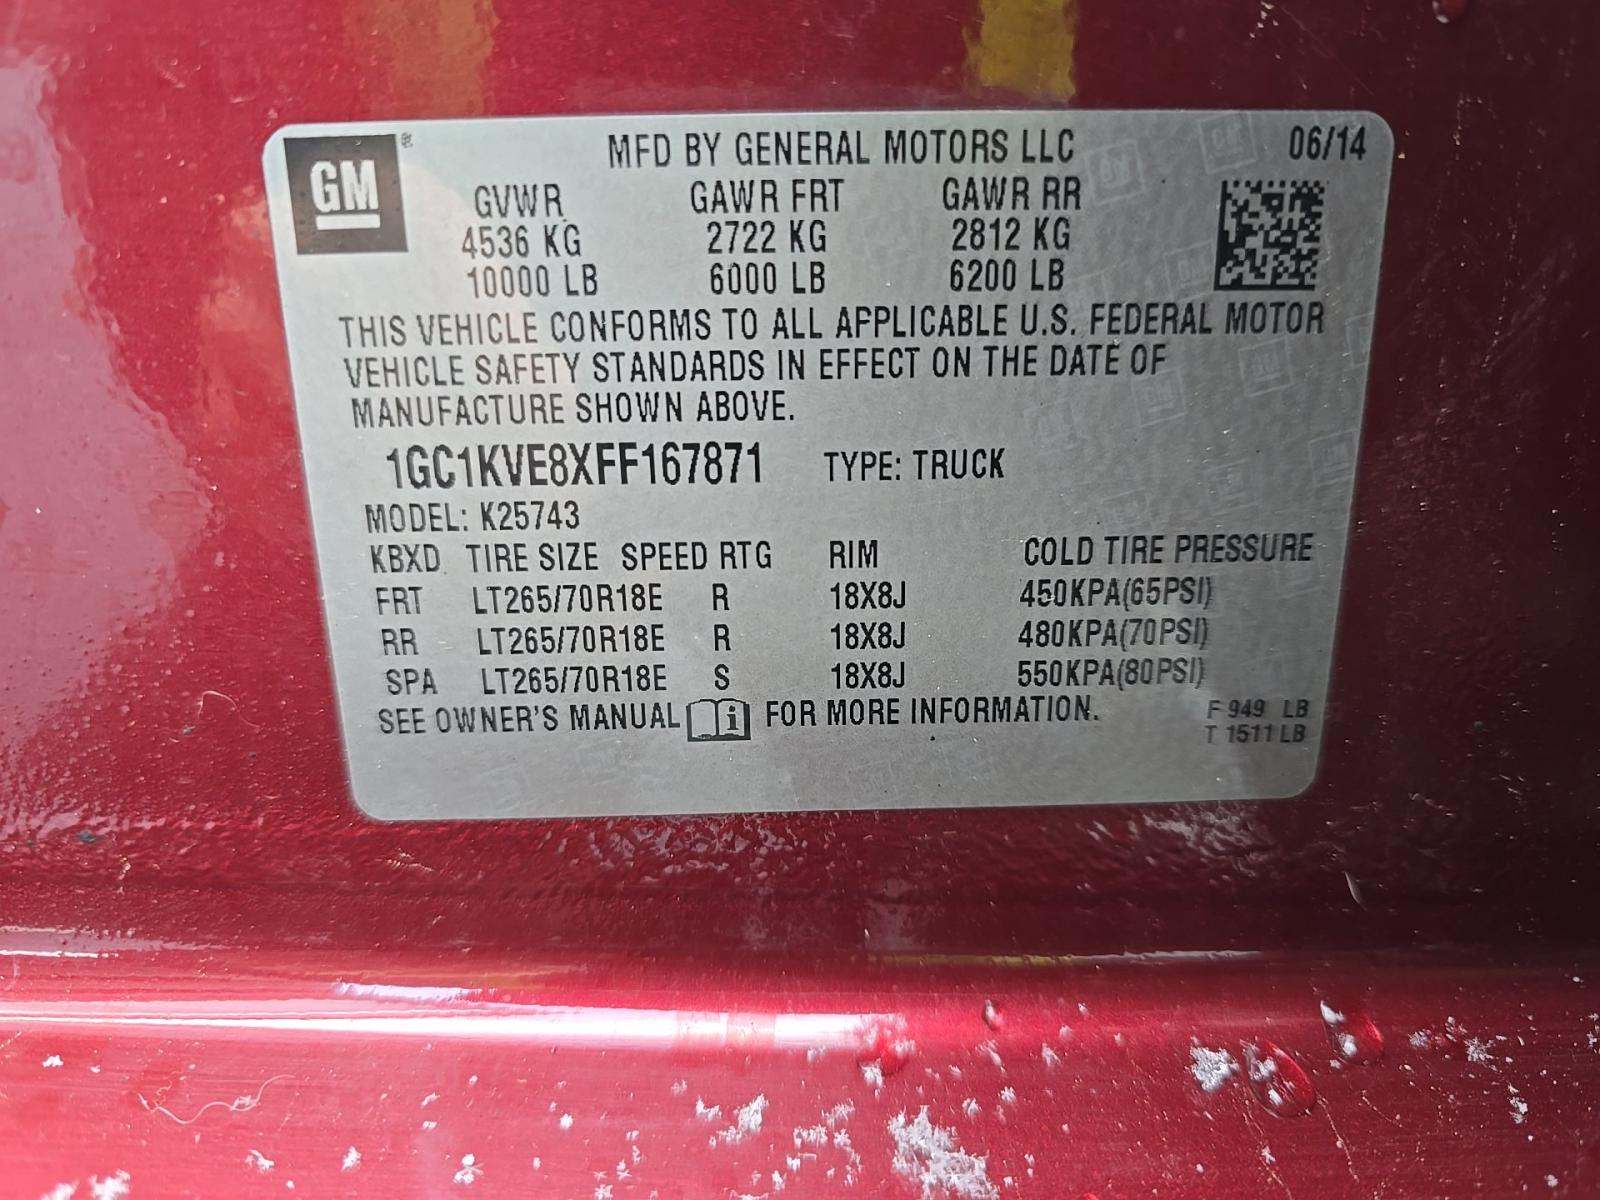 GM®
MFD BY GENERAL MOTORS LLC 06/14
GVWR GAWR FRT GAWR RR
4536 KG 2722 KG 2812 KG
10000 LB 6000 LB 6200 LB
THIS VEHICLE CONFORMS TO ALL APPLICABLE U.S. FEDERAL MOTOR
VEHICLE SAFETY STANDARDS IN EFFECT ON THE DATE OF
MANUFACTURE SHOWN ABOVE.
1GC1KVE8XFF167871 TYPE: TRUCK
MODEL: K25743
KBXD TIRE SIZE SPEED RTG RIM COLD TIRE PRESSURE
FRT LT265/70R18E R 18X8J 450KPA(65PSI)
RR LT265/70R18E R 18X8J 480KPA(70PSI)
SPA LT265/70R18E S 18X8J 550KPA(80PSI)
SEE OWNER'S MANUAL i FOR MORE INFORMATION.
F 949 LB
T 1511 LB